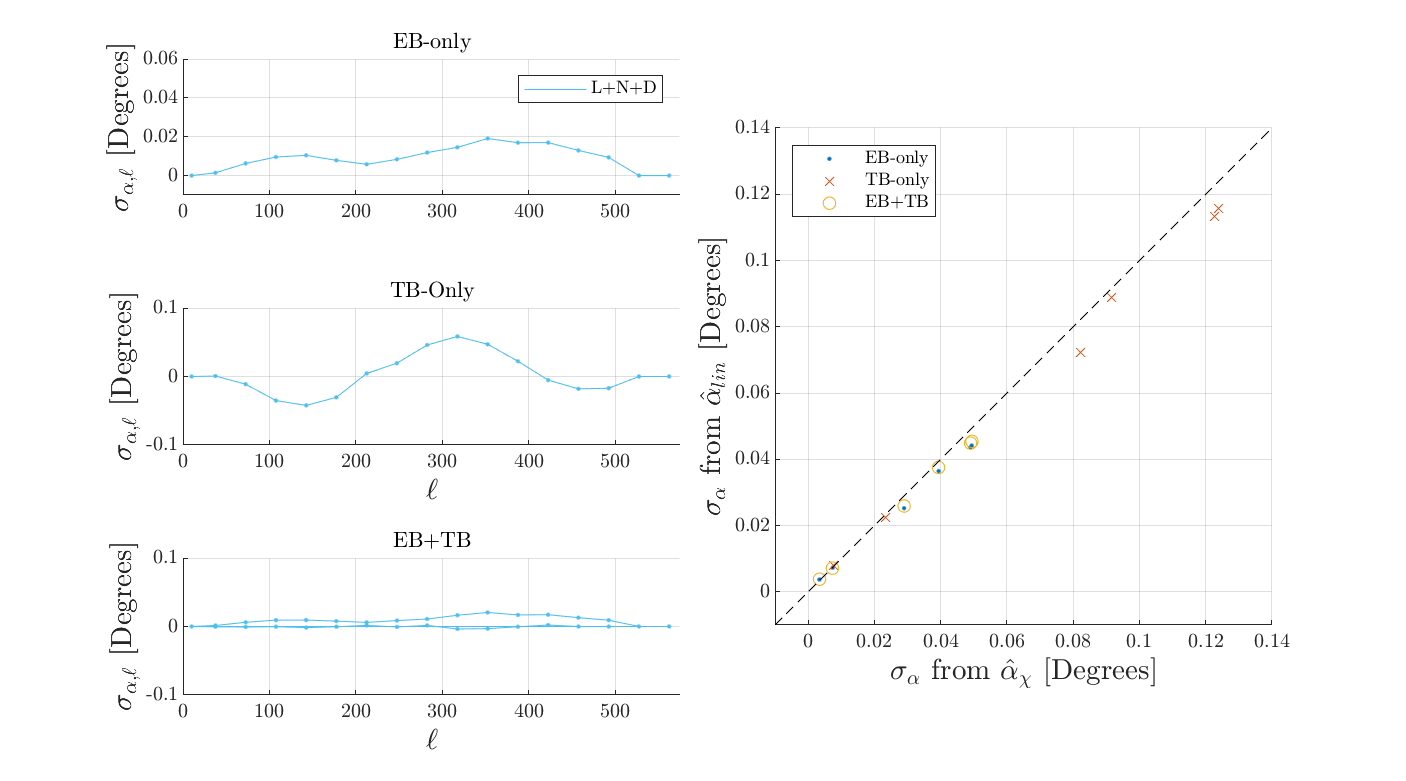 EB-only
σ_{α,ℓ} [Degrees]
0.06
0.04
0.02
0
L+N+D
0 100 200 300 400 500
TB-Only
σ_{α,ℓ} [Degrees]
0.1
0
-0.1
0 100 200 300 400 500
ℓ
EB+TB
σ_{α,ℓ} [Degrees]
0.1
0
-0.1
0 100 200 300 400 500
ℓ
σ_α from α̂_{lin} [Degrees]
0.14
0.12
0.1
0.08
0.06
0.04
0.02
0
EB-only
TB-only
EB+TB
0 0.02 0.04 0.06 0.08 0.1 0.12 0.14
σ_α from α̂_χ [Degrees]